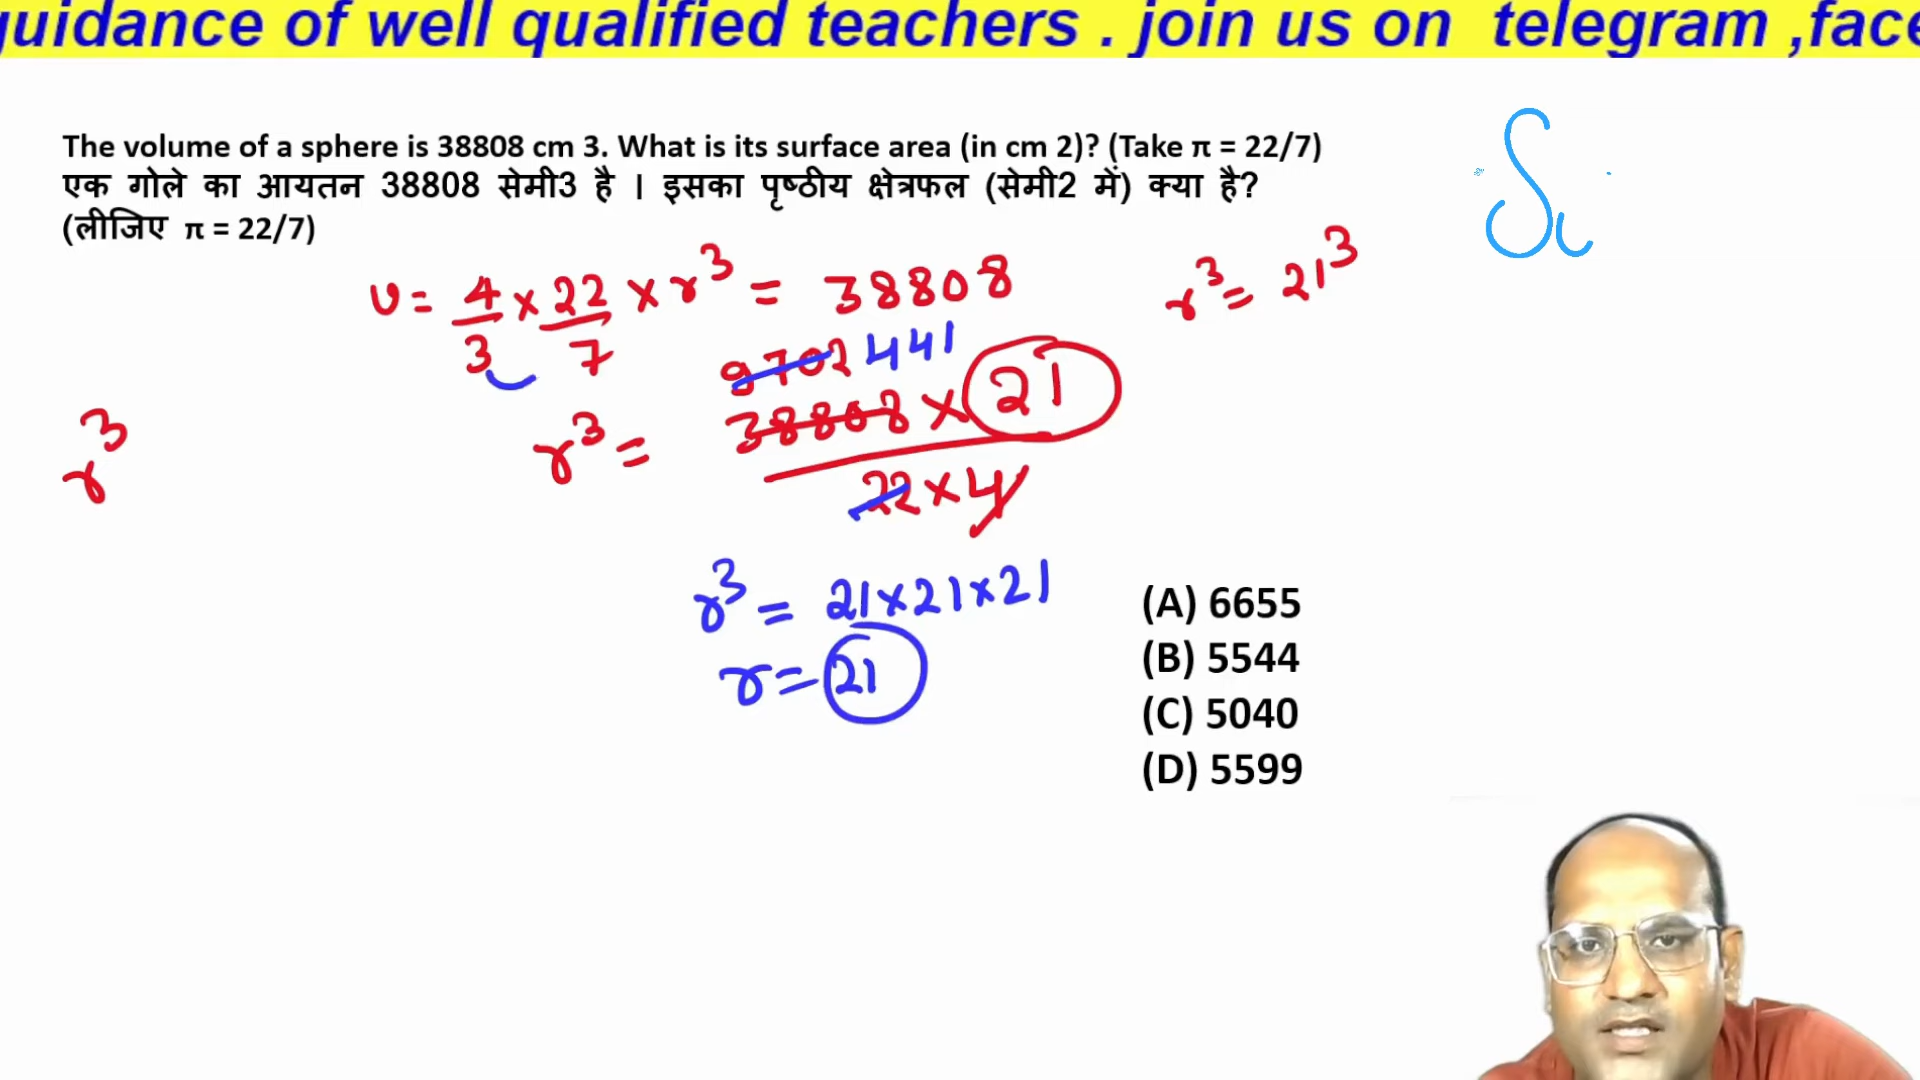 guidance of well qualified teachers . join us on telegram ,face
The volume of a sphere is 38808 cm 3. What is its surface area (in cm 2)? (Take π = 22/7)
एक गोले का आयतन 38808 सेमी3 है । इसका पृष्ठीय क्षेत्रफल (सेमी2 में) क्या है?
(लीजिए π = 22/7)
v = 4/3 × 22/7 × r³ = 38808
r³ = 21³
9702 441
r³ = 38808 × 21
22 × 4
r³
r³ = 21×21×21
r = 21
(A) 6655
(B) 5544
(C) 5040
(D) 5599